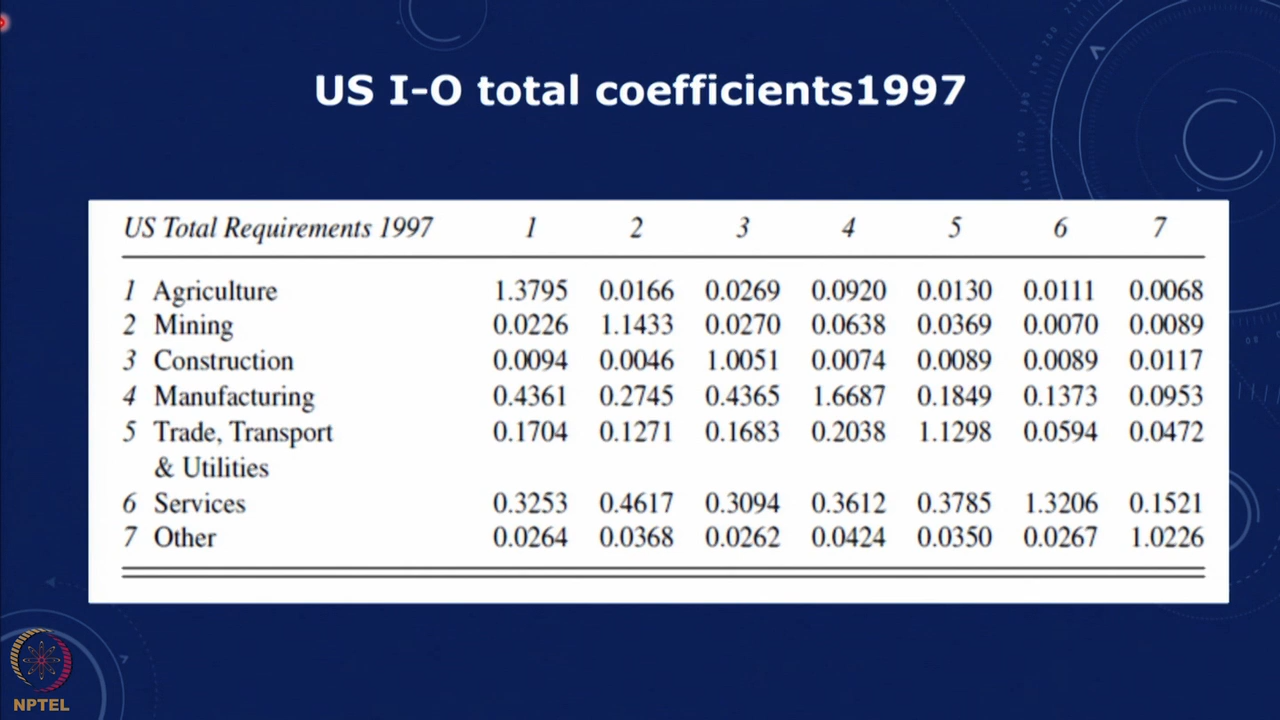 US I-O total coefficients1997
US Total Requirements 1997 1 2 3 4 5 6 7
1 Agriculture 1.3795 0.0166 0.0269 0.0920 0.0130 0.0111 0.0068
2 Mining 0.0226 1.1433 0.0270 0.0638 0.0369 0.0070 0.0089
3 Construction 0.0094 0.0046 1.0051 0.0074 0.0089 0.0089 0.0117
4 Manufacturing 0.4361 0.2745 0.4365 1.6687 0.1849 0.1373 0.0953
5 Trade, Transport 0.1704 0.1271 0.1683 0.2038 1.1298 0.0594 0.0472
& Utilities
6 Services 0.3253 0.4617 0.3094 0.3612 0.3785 1.3206 0.1521
7 Other 0.0264 0.0368 0.0262 0.0424 0.0350 0.0267 1.0226
NPTEL